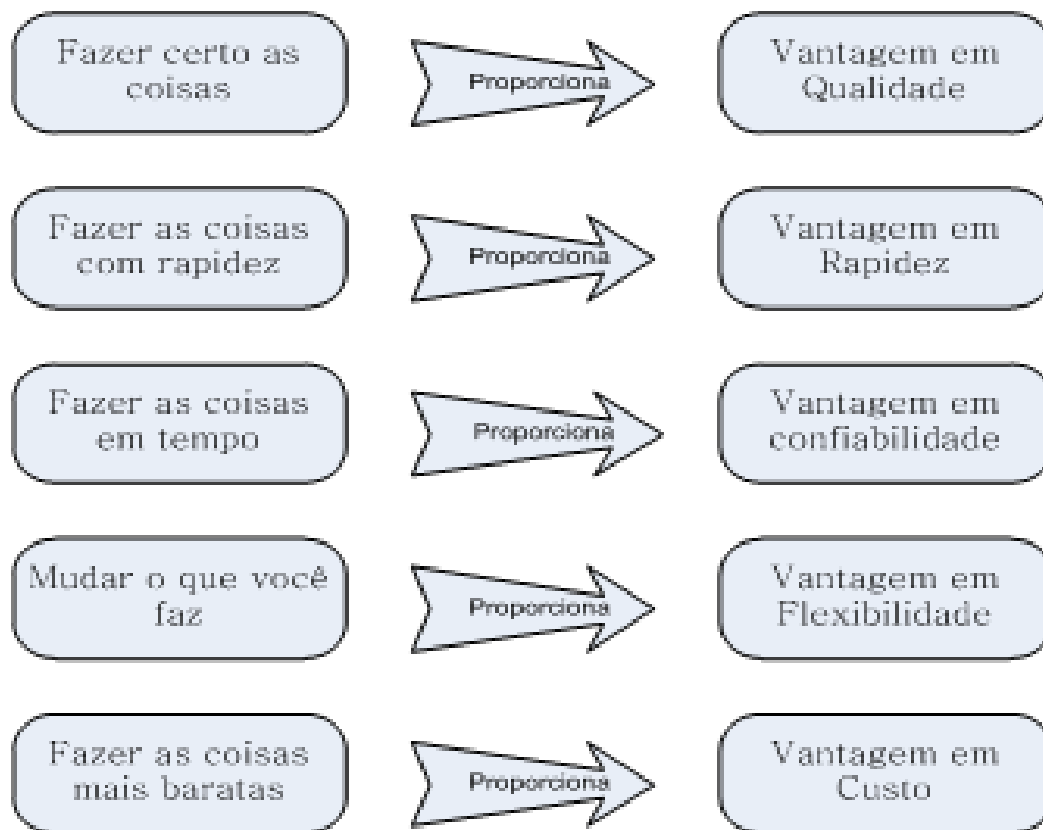 Fazer certo as
coisas
Proporciona
Vantagem em
Qualidade
Fazer as coisas
com rapidez
Proporciona
Vantagem em
Rapidez
Fazer as coisas
em tempo
Proporciona
Vantagem em
confiabilidade
Mudar o que você
faz
Proporciona
Vantagem em
Flexibilidade
Fazer as coisas
mais baratas
Proporciona
Vantagem em
Custo